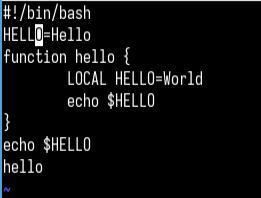 #!/bin/bash
HELLO=Hello
function hello {
        LOCAL HELLO=World
        echo $HELLO
}
echo $HELLO
hello
~